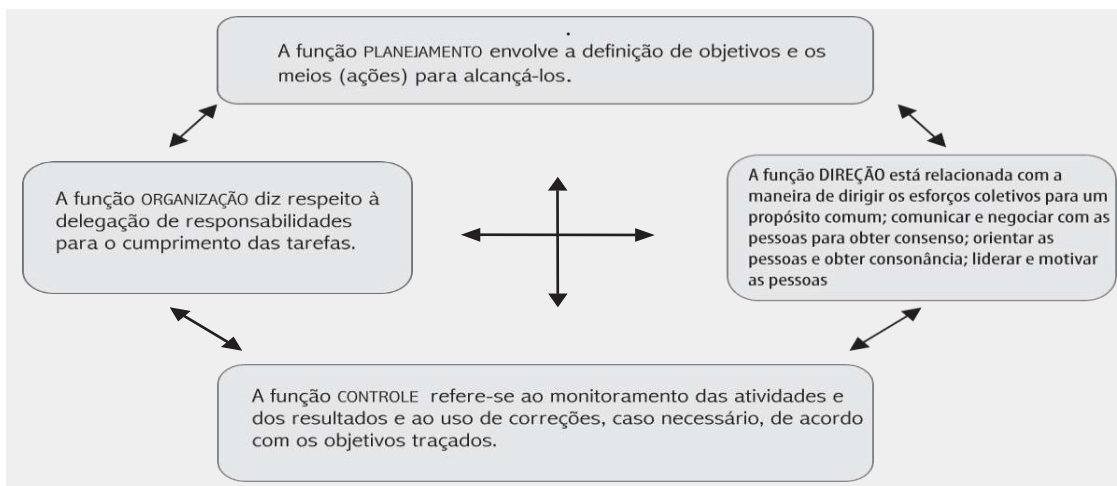 A função PLANEJAMENTO envolve a definição de objetivos e os
meios (ações) para alcançá-los.
A função ORGANIZAÇÃO diz respeito à
delegação de responsabilidades
para o cumprimento das tarefas.
A função DIREÇÃO está relacionada com a
maneira de dirigir os esforços coletivos para um
propósito comum; comunicar e negociar com as
pessoas para obter consenso; orientar as
pessoas e obter consonância; liderar e motivar
as pessoas
A função CONTROLE refere-se ao monitoramento das atividades e
dos resultados e ao uso de correções, caso necessário, de acordo
com os objetivos traçados.